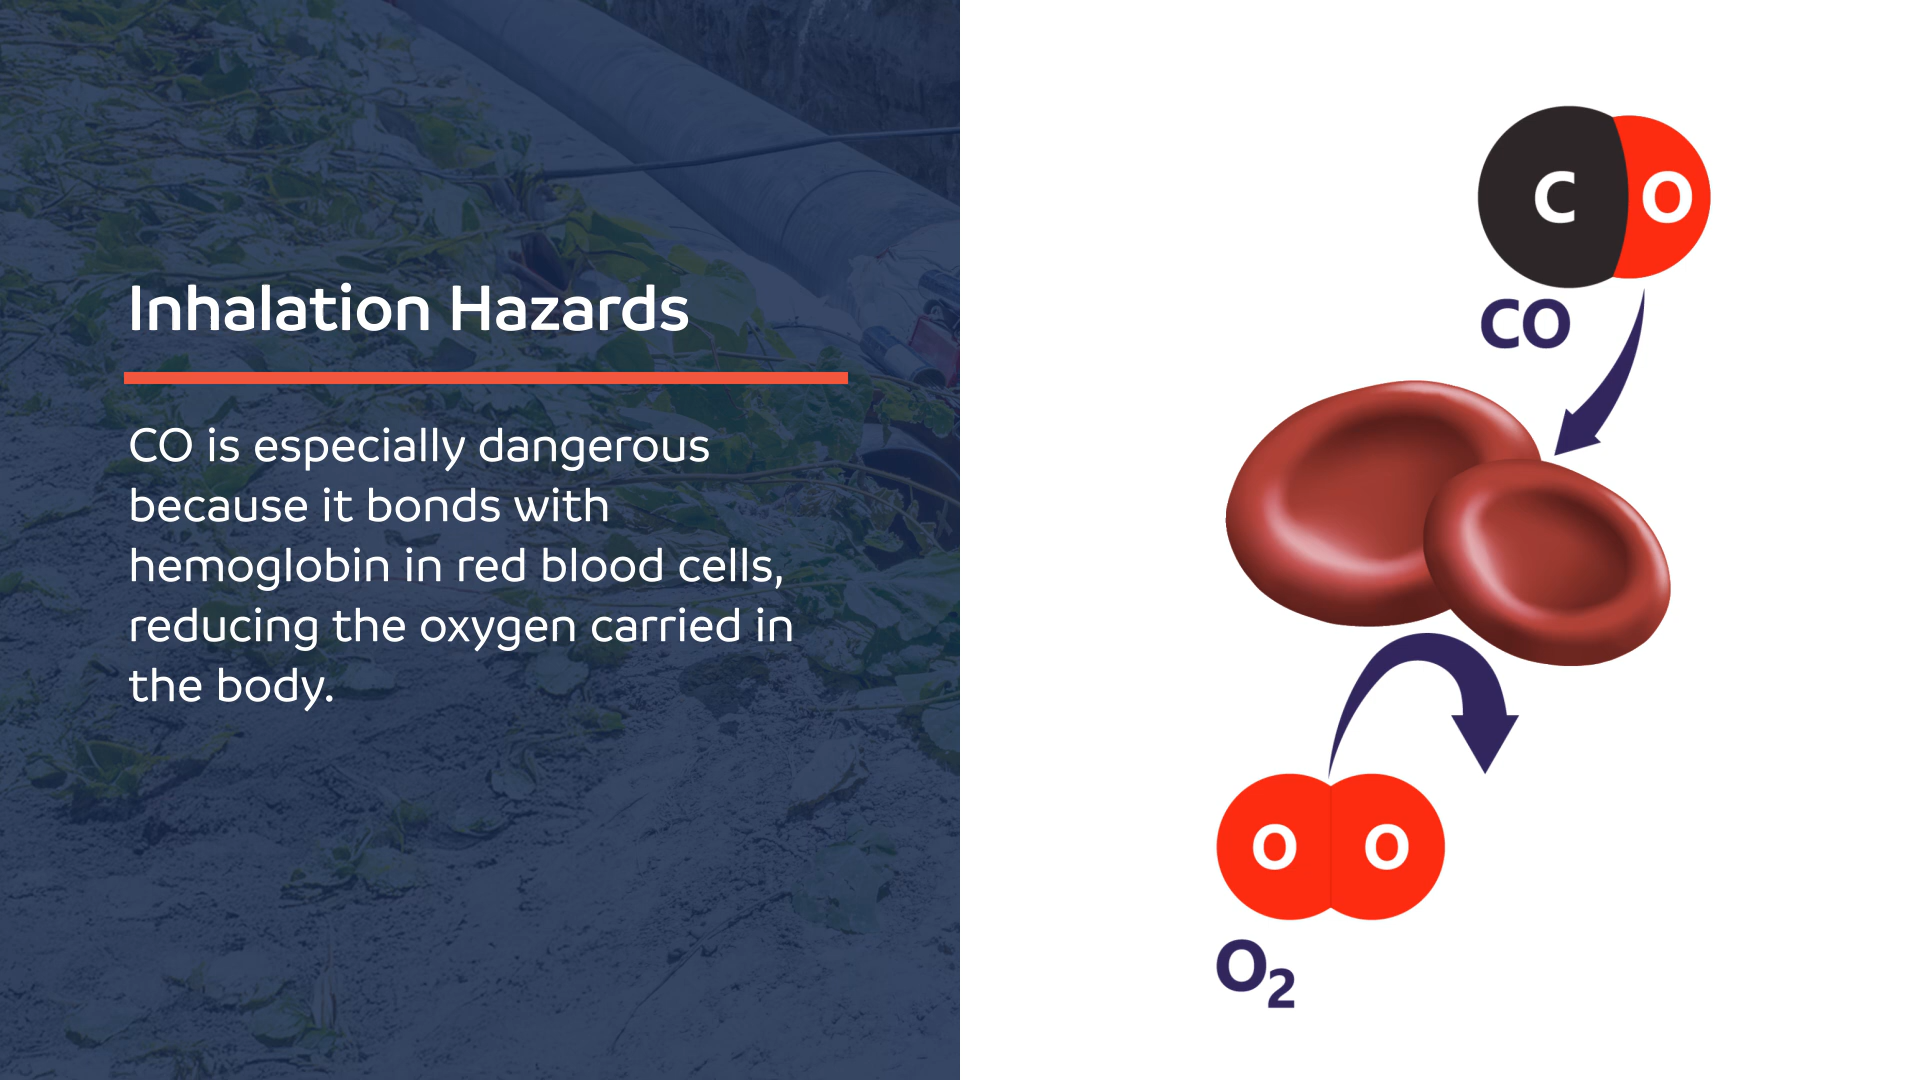 Inhalation Hazards
CO is especially dangerous
because it bonds with
hemoglobin in red blood cells,
reducing the oxygen carried in
the body.
C O
CO
O O
O₂